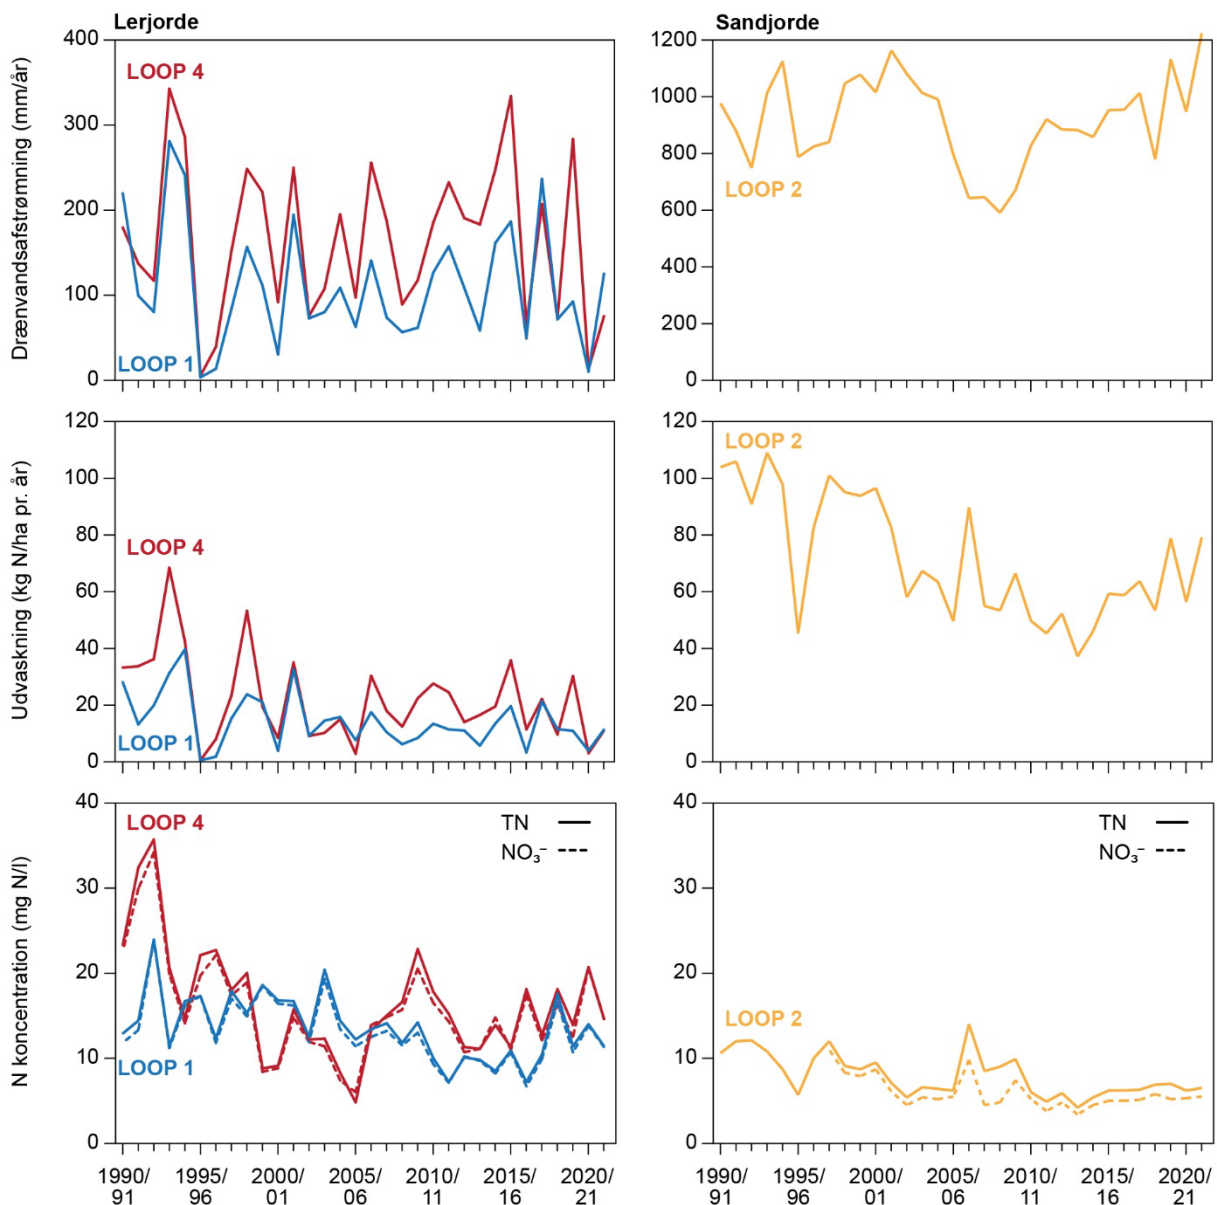 Lerjorde
Sandjorde
Drænvandsafstrømning (mm/år)
400
300
200
100
0
LOOP 4
LOOP 1
1200
1000
800
600
400
200
0
LOOP 2
Udvaskning (kg N/ha pr. år)
120
100
80
60
40
20
0
LOOP 4
LOOP 1
120
100
80
60
40
20
0
LOOP 2
N koncentration (mg N/l)
40
30
20
10
0
LOOP 4
LOOP 1
TN
NO₃⁻
1990/ 1995/ 2000/ 2005/ 2010/ 2015/ 2020/
91 96 01 06 11 16 21
40
30
20
10
0
LOOP 2
TN
NO₃⁻
1990/ 1995/ 2000/ 2005/ 2010/ 2015/ 2020/
91 96 01 06 11 16 21